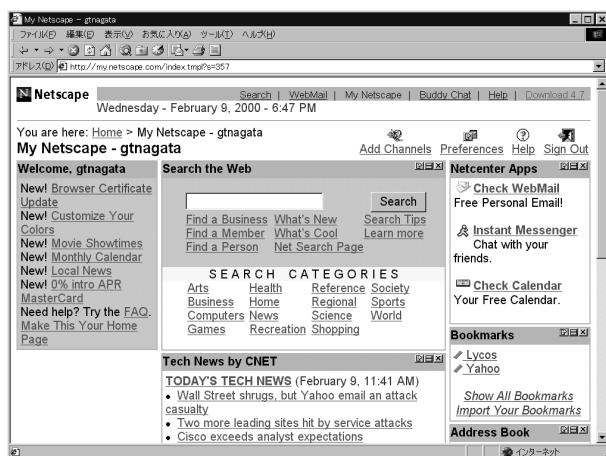 My Netscape - gtnagata
ファイル(F) 編集(E) 表示(V) お気に入り(A) ツール(T) ヘルプ(H)
アドレス(D) http://my.netscape.com/index.tmpl?s=357
N Netscape
Search | WebMail | My Netscape | Buddy Chat | Help | Download 4.7
Wednesday - February 9, 2000 - 6:47 PM
You are here: Home > My Netscape - gtnagata
My Netscape - gtnagata
Add Channels Preferences Help Sign Out
Welcome, gtnagata
New! Browser Certificate
Update
New! Customize Your
Colors
New! Movie Showtimes
New! Monthly Calendar
New! Local News
New! 0% intro APR
MasterCard
Need help? Try the FAQ.
Make This Your Home
Page
Search the Web
Search
Find a Business What's New Search Tips
Find a Member What's Cool Learn more
Find a Person Net Search Page
SEARCH CATEGORIES
Arts Health Reference Society
Business Home Regional Sports
Computers News Science World
Games Recreation Shopping
Tech News by CNET
TODAY'S TECH NEWS (February 9, 11:41 AM)
• Wall Street shrugs, but Yahoo email an attack
casualty
• Two more leading sites hit by service attacks
• Cisco exceeds analyst expectations
Netcenter Apps
Check WebMail
Free Personal Email!
Instant Messenger
Chat with your
friends.
Check Calendar
Your Free Calendar.
Bookmarks
Lycos
Yahoo
Show All Bookmarks
Import Your Bookmarks
Address Book
インターネット